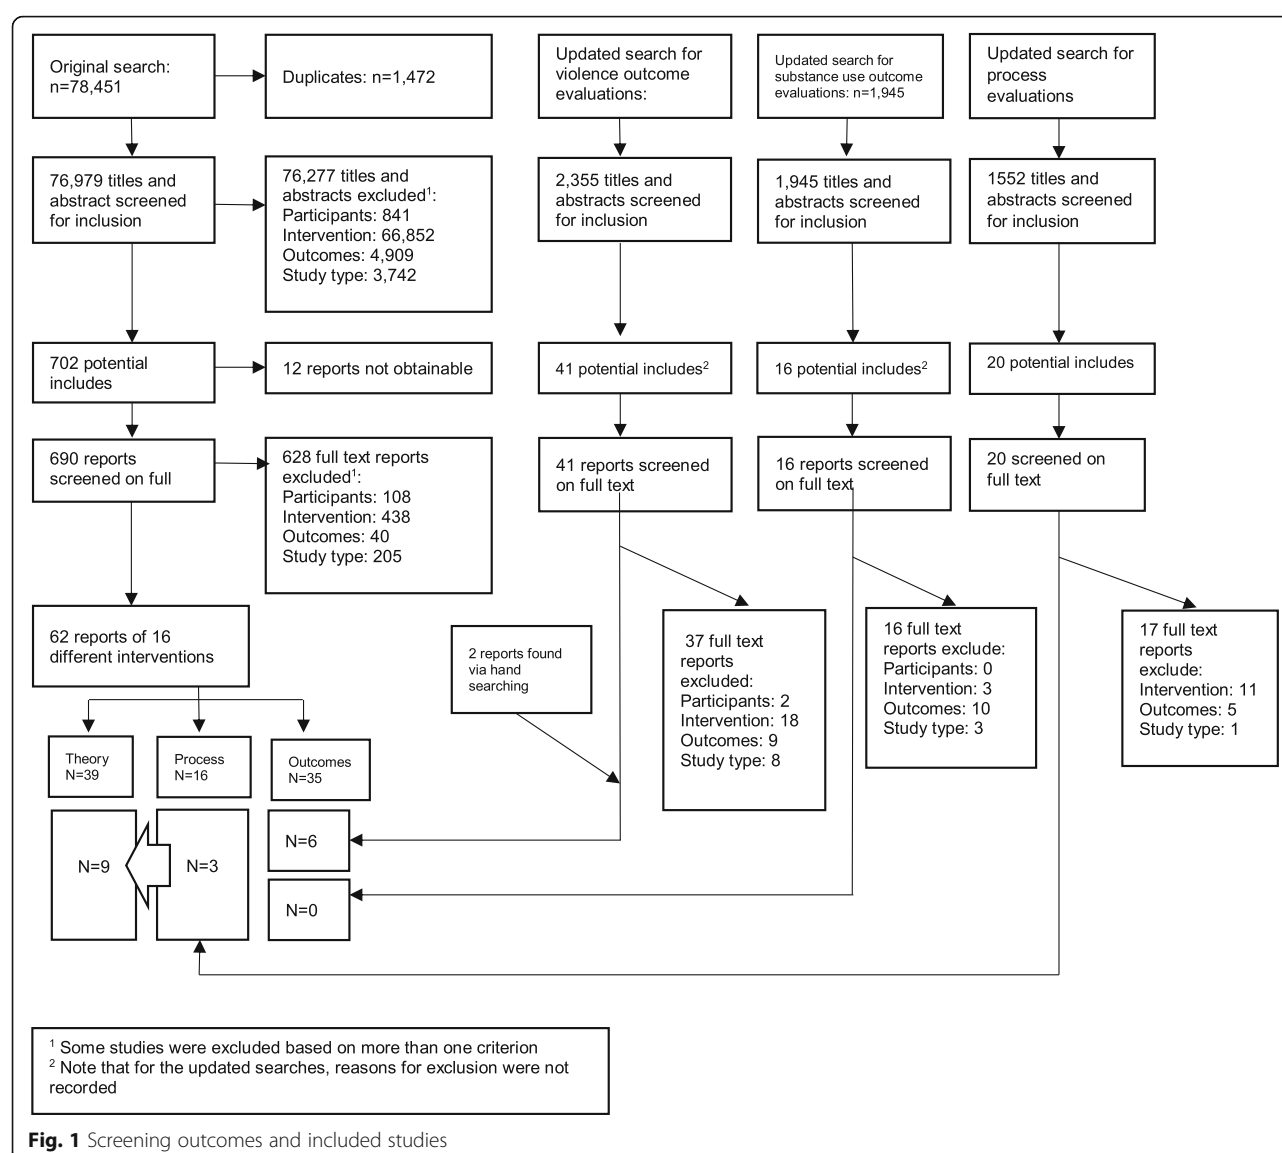 Original search:
n=78,451
Duplicates: n=1,472
Updated search for
violence outcome
evaluations:
Updated search for
substance use outcome
evaluations: n=1,945
Updated search for
process
evaluations
76,979 titles and
abstract screened
for inclusion
76,277 titles and
abstracts excluded1:
Participants: 841
Intervention: 66,852
Outcomes: 4,909
Study type: 3,742
2,355 titles and
abstracts screened
for inclusion
1,945 titles and
abstracts screened
for inclusion
1552 titles and
abstracts screened
for inclusion
702 potential
includes
12 reports not obtainable
41 potential includes2
16 potential includes2
20 potential includes
690 reports
screened on full
628 full text reports
excluded1:
Participants: 108
Intervention: 438
Outcomes: 40
Study type: 205
41 reports screened
on full text
16 reports screened
on full text
20 screened on
full text
62 reports of 16
different interventions
2 reports found
via hand
searching
37 full text
reports
excluded:
Participants: 2
Intervention: 18
Outcomes: 9
Study type: 8
16 full text
reports exclude:
Participants: 0
Intervention: 3
Outcomes: 10
Study type: 3
17 full text
reports
exclude:
Intervention: 11
Outcomes: 5
Study type: 1
Theory
N=39
Process
N=16
Outcomes
N=35
N=9
N=3
N=6
N=0
1 Some studies were excluded based on more than one criterion
2 Note that for the updated searches, reasons for exclusion were not
recorded
Fig. 1 Screening outcomes and included studies